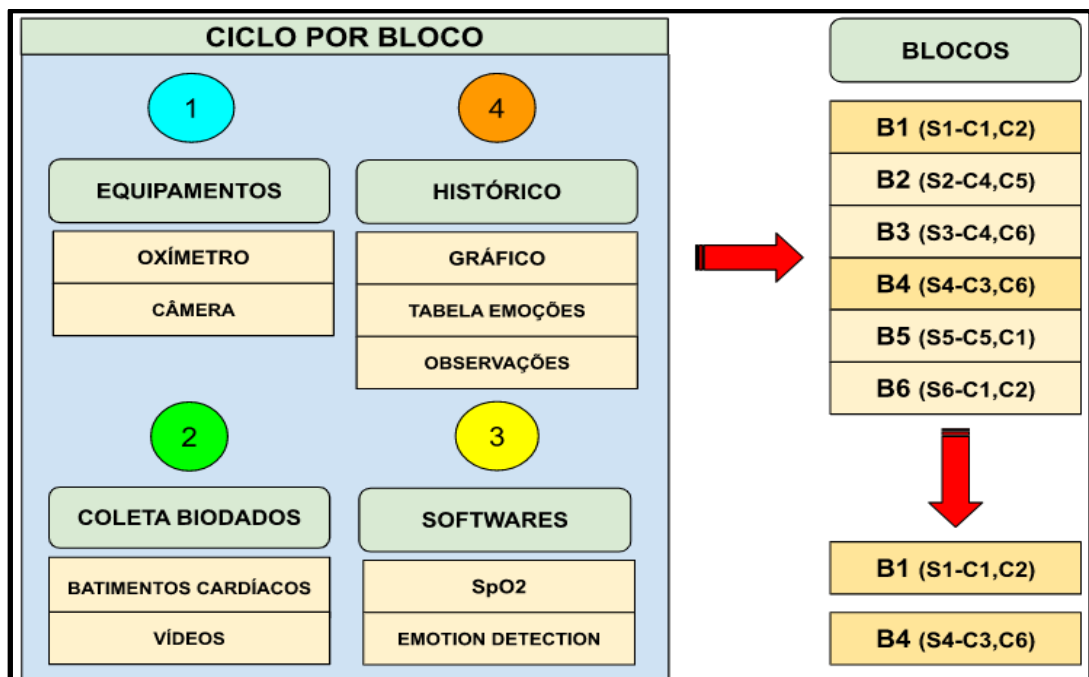 CICLO POR BLOCO
1
EQUIPAMENTOS
OXÍMETRO
CÂMERA
4
HISTÓRICO
GRÁFICO
TABELA EMOÇÕES
OBSERVAÇÕES
2
COLETA BIODADOS
BATIMENTOS CARDÍACOS
VÍDEOS
3
SOFTWARES
SpO2
EMOTION DETECTION
BLOCOS
B1 (S1-C1,C2)
B2 (S2-C4,C5)
B3 (S3-C4,C6)
B4 (S4-C3,C6)
B5 (S5-C5,C1)
B6 (S6-C1,C2)
B1 (S1-C1,C2)
B4 (S4-C3,C6)